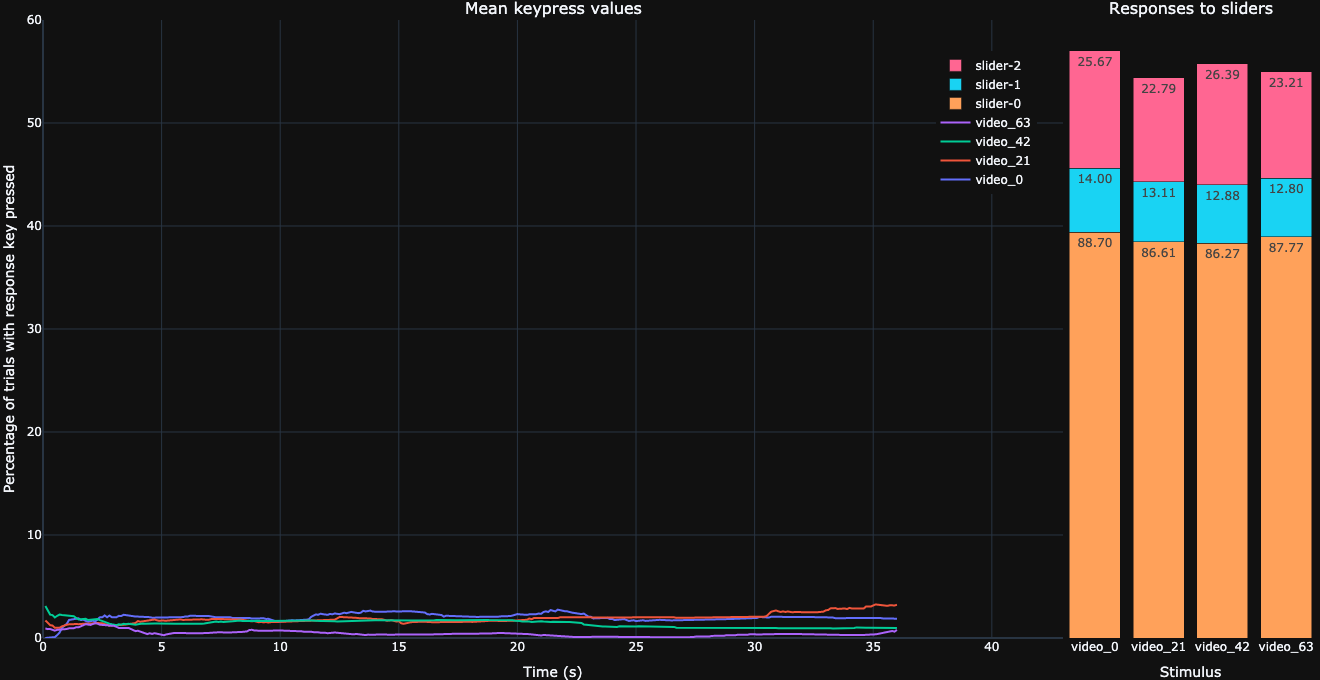 Mean keypress values
Responses to sliders
Percentage of trials with response key pressed
60
50
40
30
20
10
0
0 5 10 15 20 25 30 35 40
Time (s)
slider-2
slider-1
slider-0
video_63
video_42
video_21
video_0
25.67 22.79 26.39 23.21
14.00 13.11 12.88 12.80
88.70 86.61 86.27 87.77
video_0 video_21 video_42 video_63
Stimulus